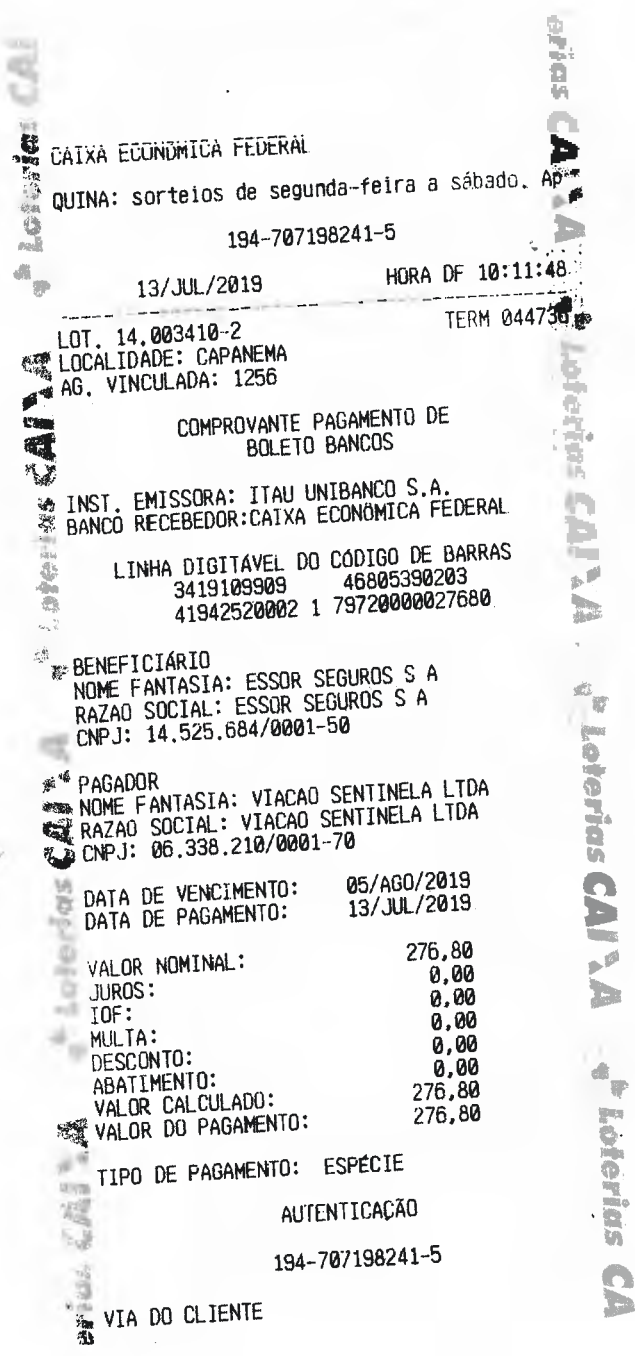 CAIXA ECONOMICA FEDERAL
QUINA: sorteios de segunda-feira a sábado. Ap
194-707198241-5
13/JUL/2019 HORA DF 10:11:48
LOT. 14.003410-2 TERM 044736
LOCALIDADE: CAPANEMA
AG. VINCULADA: 1256
COMPROVANTE PAGAMENTO DE
BOLETO BANCOS
INST. EMISSORA: ITAU UNIBANCO S.A.
BANCO RECEBEDOR:CAIXA ECONÔMICA FEDERAL
LINHA DIGITÁVEL DO CÓDIGO DE BARRAS
3419109909 46805390203
41942520002 1 79720000027680
BENEFICIÁRIO
NOME FANTASIA: ESSOR SEGUROS S A
RAZAO SOCIAL: ESSOR SEGUROS S A
CNPJ: 14.525.684/0001-50
PAGADOR
NOME FANTASIA: VIACAO SENTINELA LTDA
RAZAO SOCIAL: VIACAO SENTINELA LTDA
CNPJ: 06.338.210/0001-70
DATA DE VENCIMENTO: 05/AGO/2019
DATA DE PAGAMENTO: 13/JUL/2019
VALOR NOMINAL: 276,80
JUROS: 0,00
IOF: 0,00
MULTA: 0,00
DESCONTO: 0,00
ABATIMENTO: 0,00
VALOR CALCULADO: 276,80
VALOR DO PAGAMENTO: 276,80
TIPO DE PAGAMENTO: ESPÉCIE
AUTENTICAÇÃO
194-707198241-5
VIA DO CLIENTE
Loterias CAIXA
Loterias CAIXA
Loterias CAIXA
Loterias CA